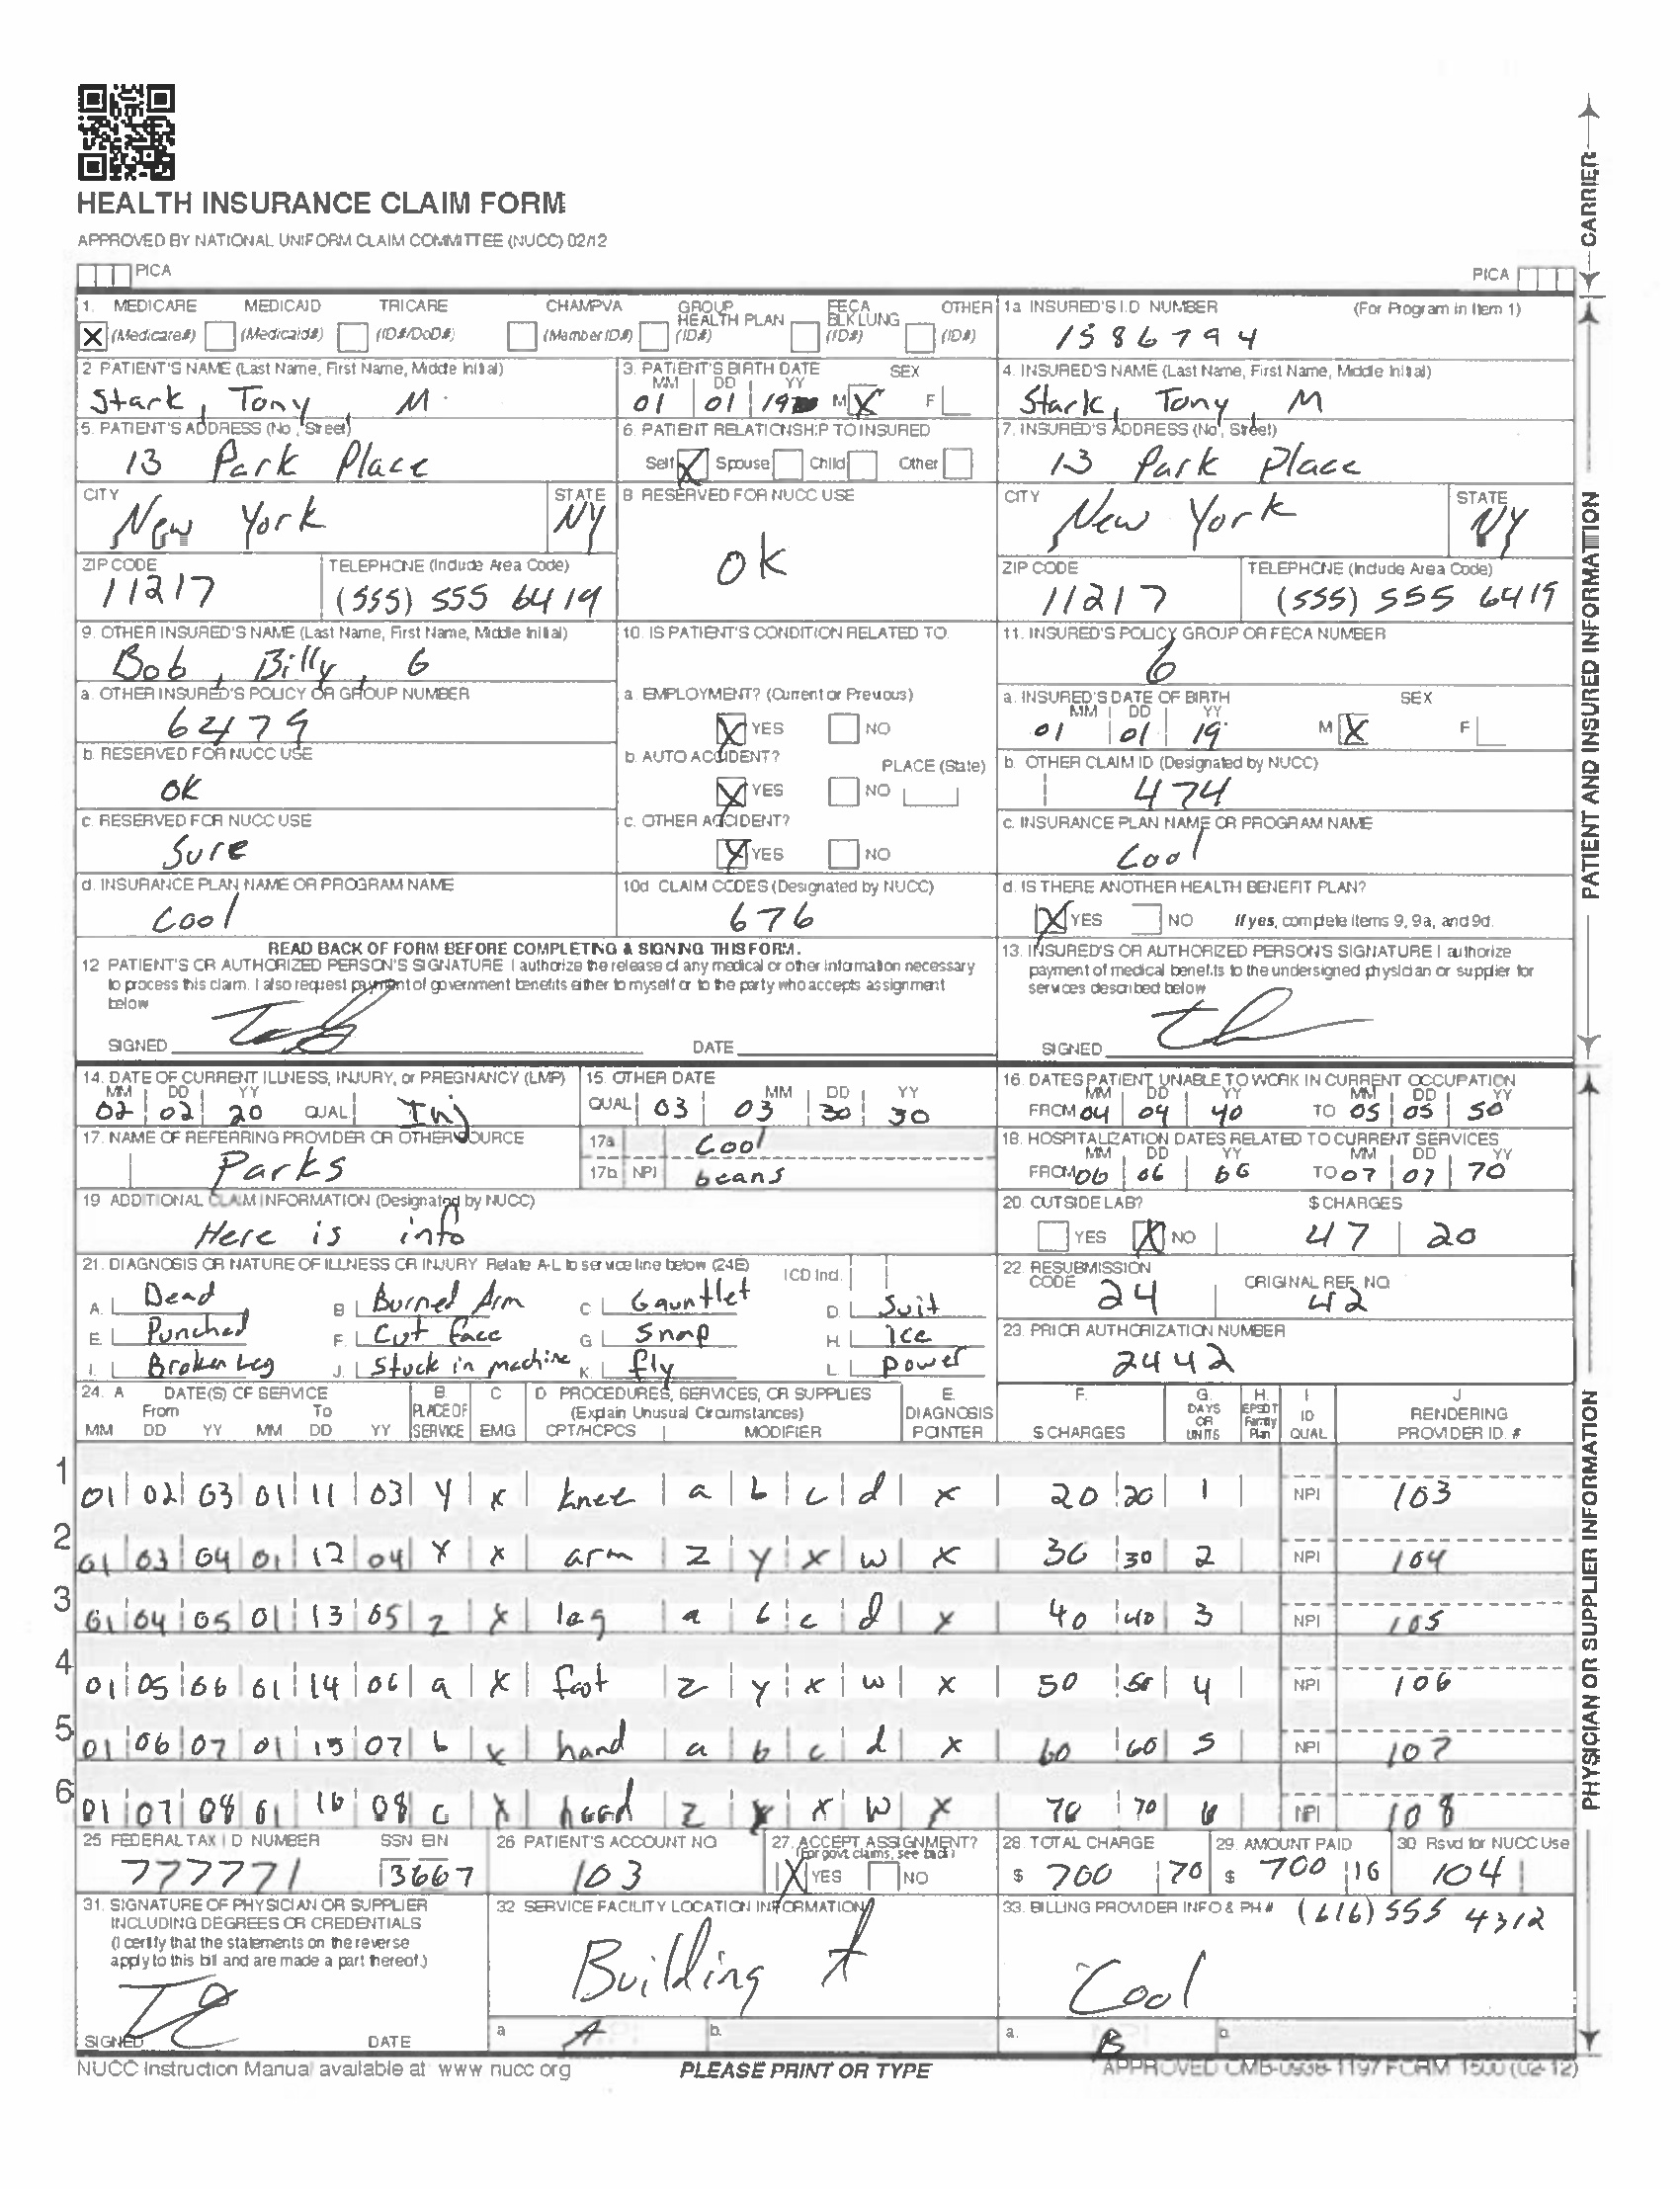 HEALTH INSURANCE CLAIM FORM
APPROVED BY NATIONAL UNIFORM CLAIM COMMITTEE (NUCC) 02/12
PICA PICA
CARRIER
1. MEDICARE MEDICAID TRICARE CHAMPVA GROUP HEALTH PLAN FECA BLK LUNG OTHER
X (Medicare#) (Medicaid#) (ID#/DoD#) (Member ID#) (ID#) (ID#) (ID#)
1a INSURED'S I.D NUMBER (For Program in Item 1)
1586794
2 PATIENT'S NAME (Last Name, First Name, Middle Initial)
Stark, Tony, M
3. PATIENT'S BIRTH DATE SEX
MM DD YY
01 01 19 M X F
4. INSURED'S NAME (Last Name, First Name, Middle Initial)
Stark, Tony, M
5. PATIENT'S ADDRESS (No, Street)
13 Park Place
6. PATIENT RELATIONSHIP TO INSURED
Self X Spouse Child Other
7. INSURED'S ADDRESS (No, Street)
13 Park Place
CITY STATE
New York NY
8 RESERVED FOR NUCC USE
OK
CITY STATE
New York NY
ZIP CODE TELEPHONE (Include Area Code)
11217 (555) 555 6419
ZIP CODE TELEPHONE (Include Area Code)
11217 (555) 555 6419
9. OTHER INSURED'S NAME (Last Name, First Name, Middle Initial)
Bob, Billy, G
10. IS PATIENT'S CONDITION RELATED TO
11. INSURED'S POLICY GROUP OR FECA NUMBER
6
a. OTHER INSURED'S POLICY OR GROUP NUMBER
6479
a EMPLOYMENT? (Current or Previous)
X YES NO
a. INSURED'S DATE OF BIRTH SEX
MM DD YY
01 01 19 M X F
b. RESERVED FOR NUCC USE
OK
b. AUTO ACCIDENT? PLACE (State)
X YES NO
b. OTHER CLAIM ID (Designated by NUCC)
474
c. RESERVED FOR NUCC USE
Sure
c. OTHER ACCIDENT?
X YES NO
c. INSURANCE PLAN NAME OR PROGRAM NAME
Cool
d. INSURANCE PLAN NAME OR PROGRAM NAME
Cool
10d CLAIM CODES (Designated by NUCC)
676
d. IS THERE ANOTHER HEALTH BENEFIT PLAN?
X YES NO If yes, complete items 9, 9a, and 9d.
PATIENT AND INSURED INFORMATION
READ BACK OF FORM BEFORE COMPLETING & SIGNING THIS FORM.
12 PATIENT'S OR AUTHORIZED PERSON'S SIGNATURE I authorize the release of any medical or other information necessary
to process this claim. I also request payment of government benefits either to myself or to the party who accepts assignment
below
SIGNED DATE
13. INSURED'S OR AUTHORIZED PERSON'S SIGNATURE I authorize
payment of medical benefits to the undersigned physician or supplier for
services described below
SIGNED
14. DATE OF CURRENT ILLNESS, INJURY, or PREGNANCY (LMP)
MM DD YY
02 02 20 QUAL Inj
15. OTHER DATE
MM DD YY
QUAL 03 03 30 30
16. DATES PATIENT UNABLE TO WORK IN CURRENT OCCUPATION
MM DD YY MM DD YY
FROM 04 04 40 TO 05 05 50
17. NAME OF REFERRING PROVIDER OR OTHER SOURCE
Parks
17a Cool
17b NPI beans
18. HOSPITALIZATION DATES RELATED TO CURRENT SERVICES
MM DD YY MM DD YY
FROM 06 06 66 TO 07 07 70
19 ADDITIONAL CLAIM INFORMATION (Designated by NUCC)
Here is info
20. OUTSIDE LAB? $ CHARGES
YES X NO 47 20
21. DIAGNOSIS OR NATURE OF ILLNESS OR INJURY Relate A-L to service line below (24E) ICD Ind.
A. Dead B Burned Arm C Gauntlet D. Suit
E. Punched F. Cut face G Snap H. Ice
I. Broken Leg J. Stuck in machine K. fly L. power
22. RESUBMISSION CODE ORIGINAL REF. NO.
24 42
23. PRIOR AUTHORIZATION NUMBER
2442
24. A DATE(S) OF SERVICE B. C D PROCEDURES, SERVICES, OR SUPPLIES E. F. G. H. I J
From To PLACE OF (Explain Unusual Circumstances) DIAGNOSIS DAYS OR UNITS EPSDT Family Plan ID RENDERING
MM DD YY MM DD YY SERVICE EMG CPT/HCPCS MODIFIER POINTER $ CHARGES QUAL PROVIDER ID. #
1 01 02 03 01 11 03 Y X knee a b c d x 20 20 1 NPI 103
2 01 03 04 01 12 04 Y x arm z y x w x 30 30 2 NPI 104
3 01 04 05 01 13 05 z x leg a b c d x 40 40 3 NPI 105
4 01 05 06 01 14 06 a x foot z y x w x 50 50 4 NPI 106
5 01 06 07 01 15 07 b x hand a b c d x 60 60 5 NPI 107
6 01 07 08 01 16 08 c x head z y x w x 70 70 6 NPI 108
PHYSICIAN OR SUPPLIER INFORMATION
25 FEDERAL TAX I D NUMBER SSN EIN
777771 3667
26 PATIENT'S ACCOUNT NO
103
27. ACCEPT ASSIGNMENT?
(For govt. claims, see back)
X YES NO
28. TOTAL CHARGE
$ 700 70
29. AMOUNT PAID
$ 700 16
30 Rsvd for NUCC Use
104
31. SIGNATURE OF PHYSICIAN OR SUPPLIER
INCLUDING DEGREES OR CREDENTIALS
(I certify that the statements on the reverse
apply to this bill and are made a part thereof.)
SIGNED DATE
32 SERVICE FACILITY LOCATION INFORMATION
Building A
a A b.
33. BILLING PROVIDER INFO & PH # (616) 555 4312
Cool
a. B b.
NUCC Instruction Manual available at www nucc org
PLEASE PRINT OR TYPE
APPROVED OMB-0938-1197 FORM 1500 (02-12)